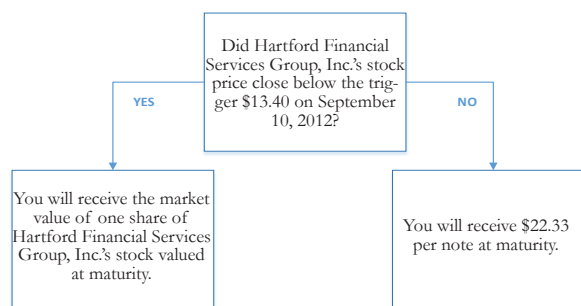 Did Hartford Financial
Services Group, Inc.'s stock
price close below the trig-
ger $13.40 on September
10, 2012?
YES
NO
You will receive the market
value of one share of
Hartford Financial Services
Group, Inc.'s stock valued
at maturity.
You will receive $22.33
per note at maturity.